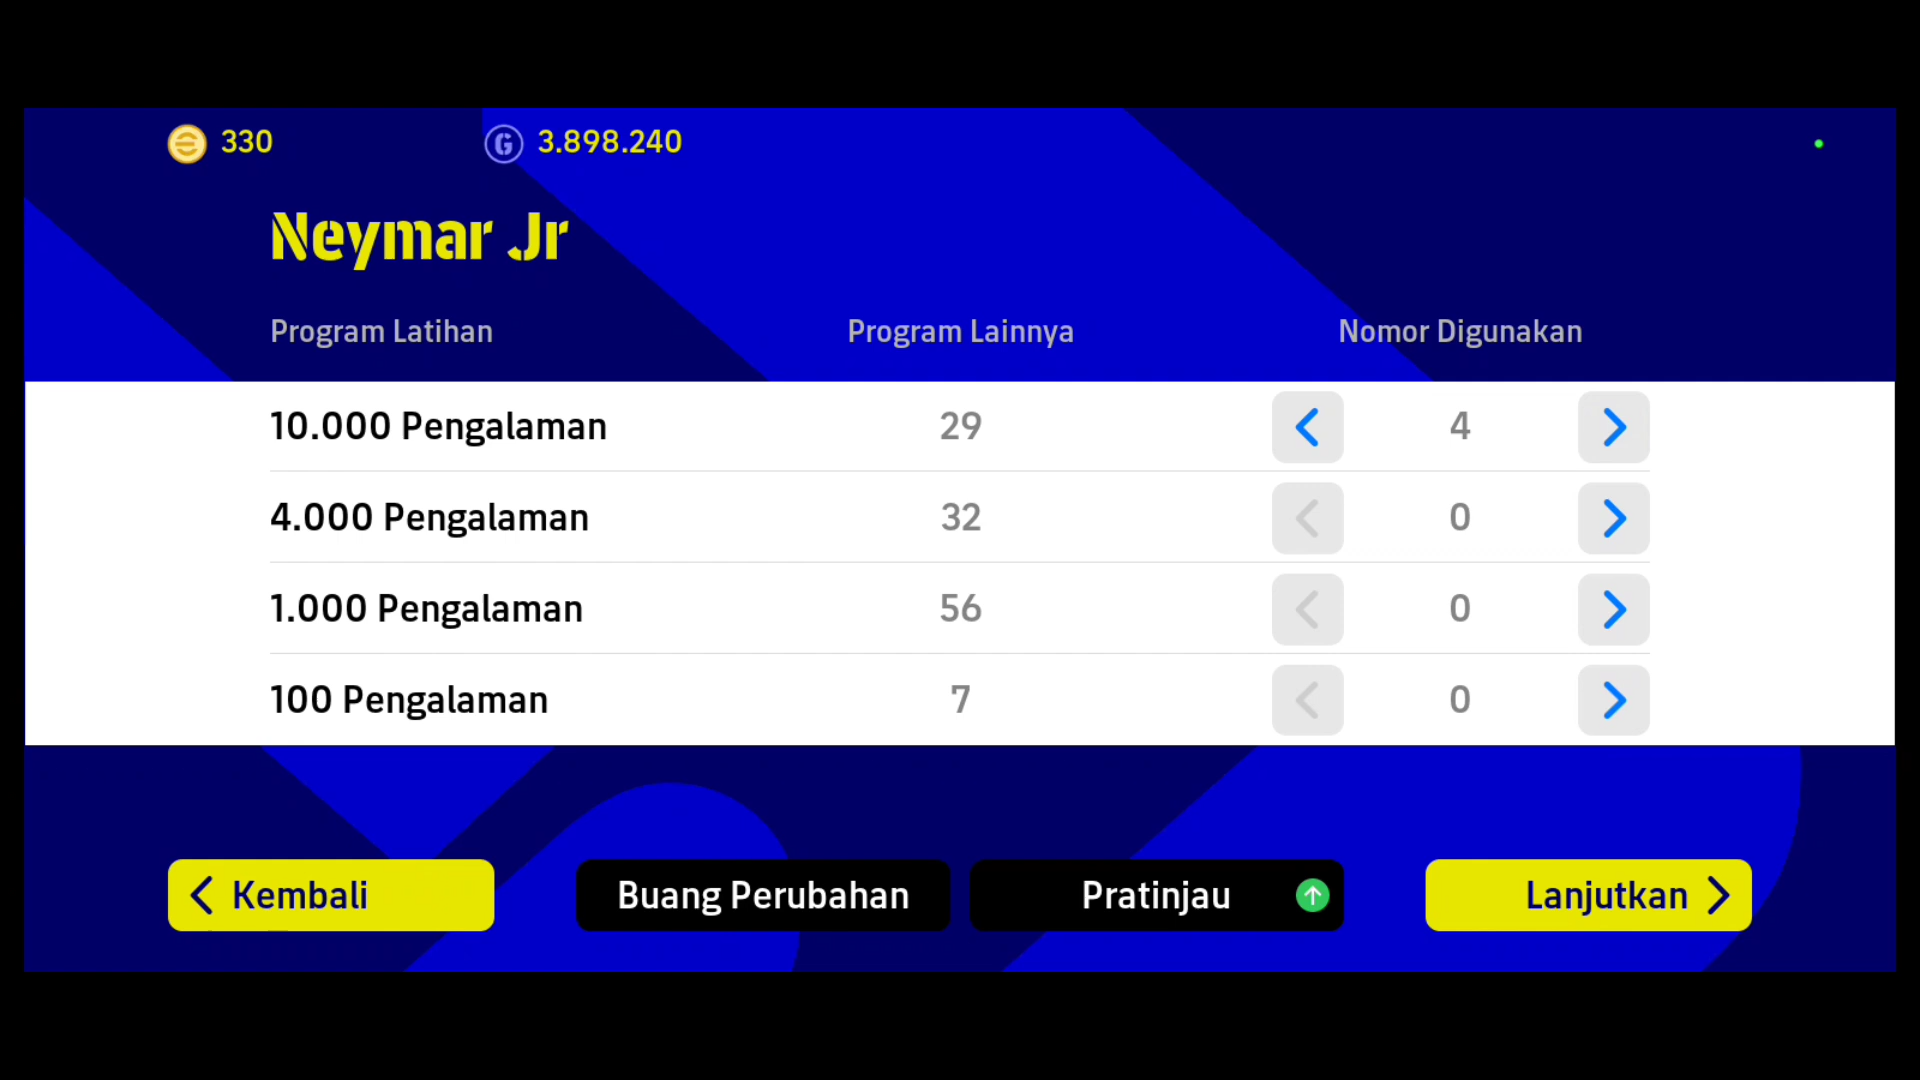 330 3.898.240
Neymar Jr
Program Latihan Program Lainnya Nomor Digunakan
10.000 Pengalaman 29 4
4.000 Pengalaman 32 0
1.000 Pengalaman 56 0
100 Pengalaman 7 0
Kembali Buang Perubahan Pratinjau Lanjutkan